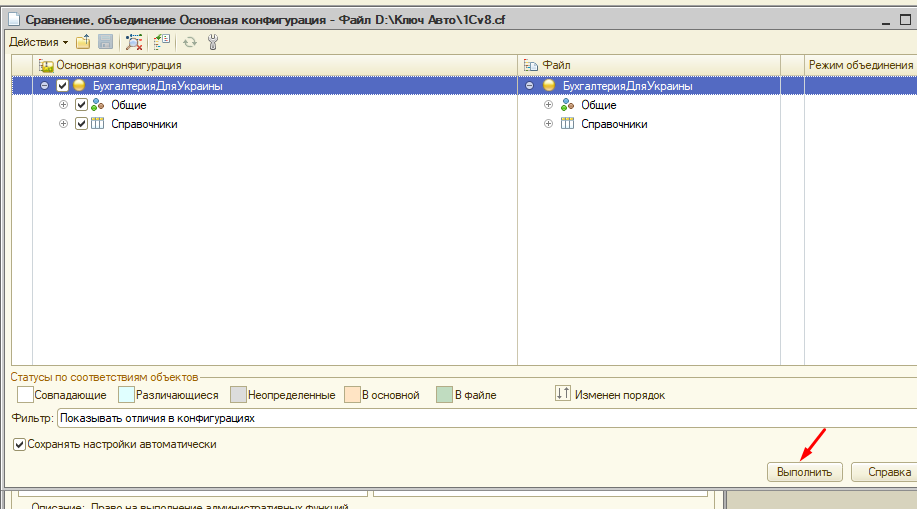 Сравнение, объединение Основная конфигурация - Файл D:\Ключ Авто\1Cv8.cf
Действия
Основная конфигурация Файл Режим объединения
БухгалтерияДляУкраины БухгалтерияДляУкраины
Общие Общие
Справочники Справочники
Статусы по соответствиям объектов
Совпадающие Различающиеся Неопределенные В основной В файле Изменен порядок
Фильтр: Показывать отличия в конфигурациях
Сохранять настройки автоматически
Выполнить Справка
Описание: Право на выполнение административных функций